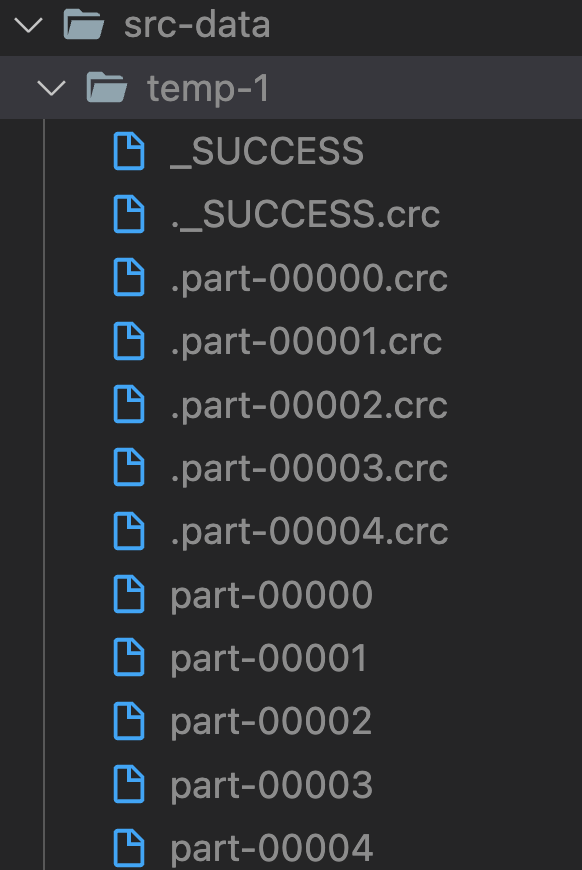 src-data
temp-1
_SUCCESS
._SUCCESS.crc
.part-00000.crc
.part-00001.crc
.part-00002.crc
.part-00003.crc
.part-00004.crc
part-00000
part-00001
part-00002
part-00003
part-00004